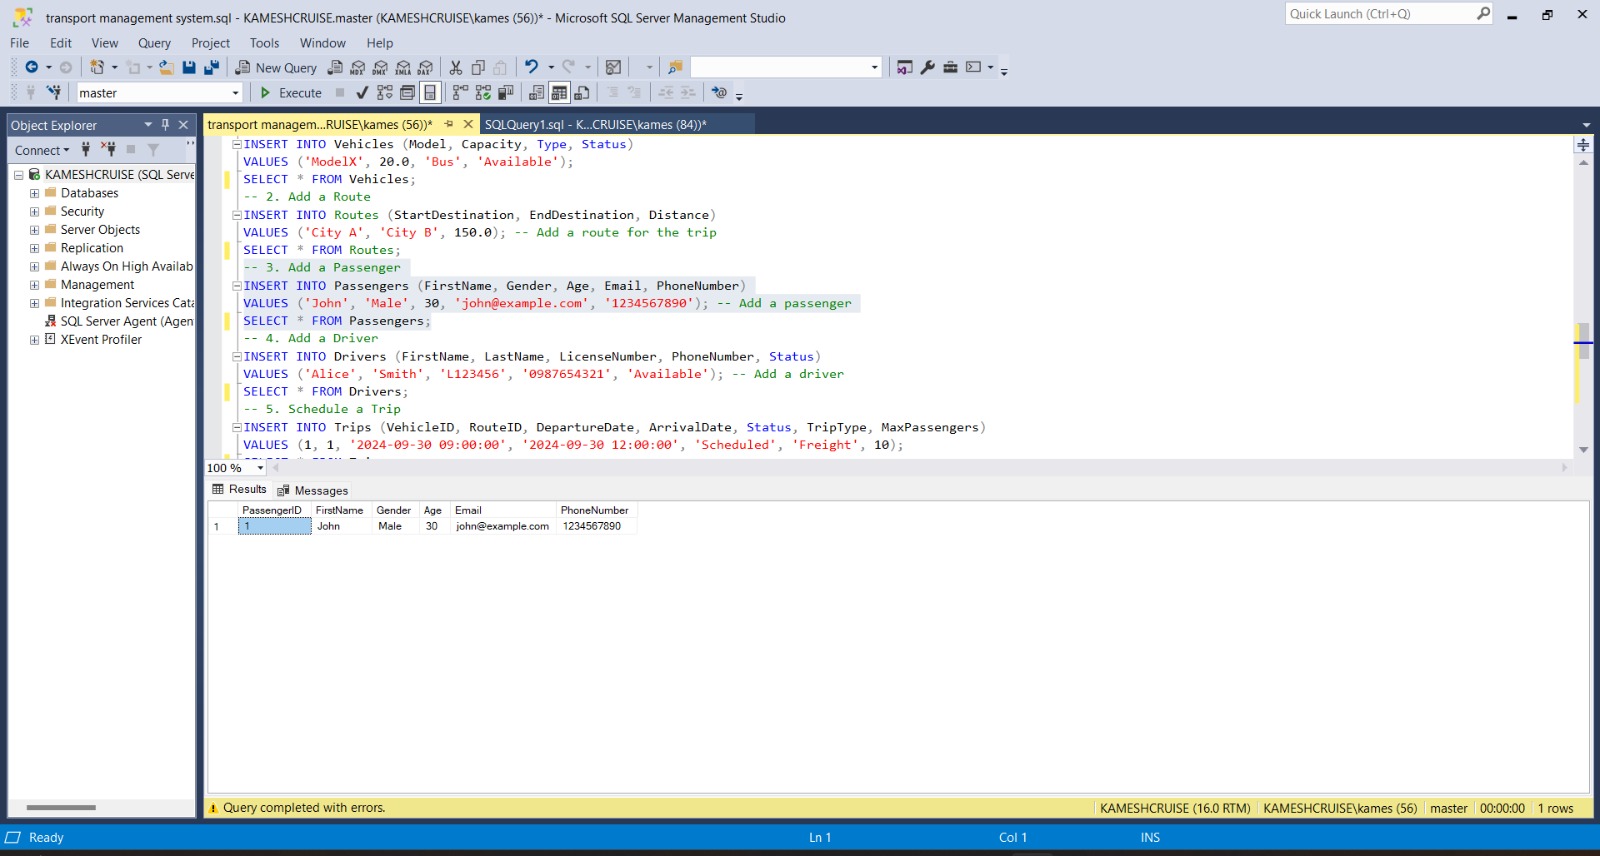 transport management system.sql - KAMESHCRUISE.master (KAMESHCRUISE\kames (56))* - Microsoft SQL Server Management Studio
Quick Launch (Ctrl+Q)
File Edit View Query Project Tools Window Help
New Query MDX DMX XMLA DAX
master Execute
Object Explorer
Connect
KAMESHCRUISE (SQL Serve
Databases
Security
Server Objects
Replication
Always On High Availab
Management
Integration Services Cata
SQL Server Agent (Agen
XEvent Profiler
transport managem...RUISE\kames (56))* SQLQuery1.sql - K...CRUISE\kames (84))*
INSERT INTO Vehicles (Model, Capacity, Type, Status)
VALUES ('ModelX', 20.0, 'Bus', 'Available');
SELECT * FROM Vehicles;
-- 2. Add a Route
INSERT INTO Routes (StartDestination, EndDestination, Distance)
VALUES ('City A', 'City B', 150.0); -- Add a route for the trip
SELECT * FROM Routes;
-- 3. Add a Passenger
INSERT INTO Passengers (FirstName, Gender, Age, Email, PhoneNumber)
VALUES ('John', 'Male', 30, 'john@example.com', '1234567890'); -- Add a passenger
SELECT * FROM Passengers;
-- 4. Add a Driver
INSERT INTO Drivers (FirstName, LastName, LicenseNumber, PhoneNumber, Status)
VALUES ('Alice', 'Smith', 'L123456', '0987654321', 'Available'); -- Add a driver
SELECT * FROM Drivers;
-- 5. Schedule a Trip
INSERT INTO Trips (VehicleID, RouteID, DepartureDate, ArrivalDate, Status, TripType, MaxPassengers)
VALUES (1, 1, '2024-09-30 09:00:00', '2024-09-30 12:00:00', 'Scheduled', 'Freight', 10);
100 %
Results Messages
PassengerID FirstName Gender Age Email PhoneNumber
1 1 John Male 30 john@example.com 1234567890
Query completed with errors. KAMESHCRUISE (16.0 RTM) KAMESHCRUISE\kames (56) master 00:00:00 1 rows
Ready Ln 1 Col 1 INS